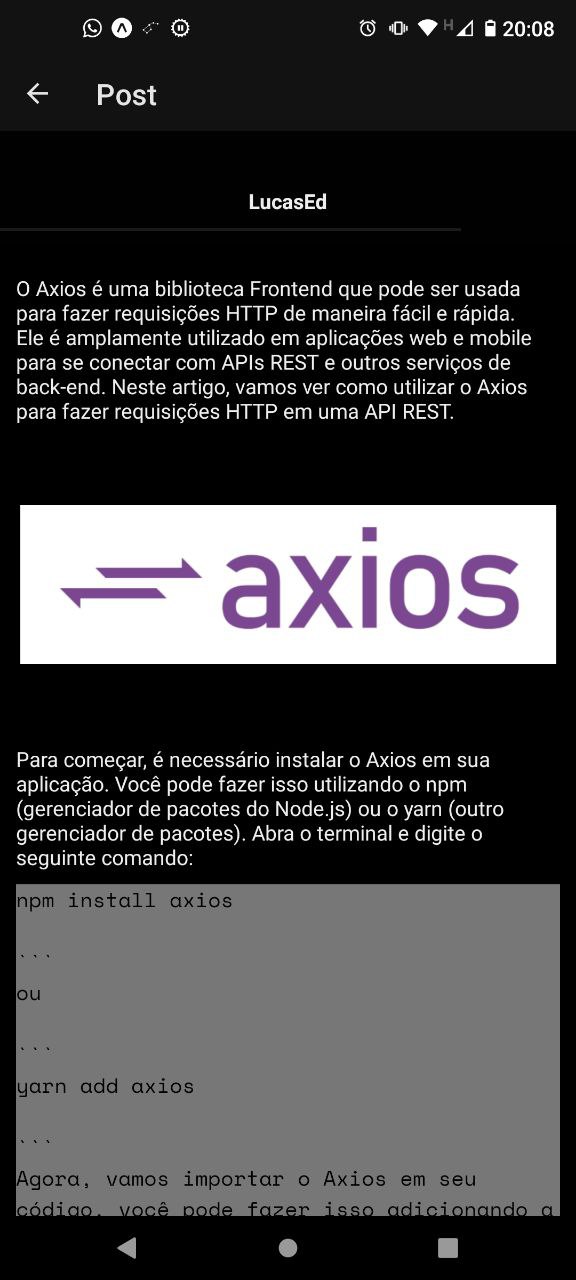 H 20:08
Post
LucasEd
O Axios é uma biblioteca Frontend que pode ser usada
para fazer requisições HTTP de maneira fácil e rápida.
Ele é amplamente utilizado em aplicações web e mobile
para se conectar com APIs REST e outros serviços de
back-end. Neste artigo, vamos ver como utilizar o Axios
para fazer requisições HTTP em uma API REST.
axios
Para começar, é necessário instalar o Axios em sua
aplicação. Você pode fazer isso utilizando o npm
(gerenciador de pacotes do Node.js) ou o yarn (outro
gerenciador de pacotes). Abra o terminal e digite o
seguinte comando:
npm install axios
```
ou
```
yarn add axios
```
Agora, vamos importar o Axios em seu
código, você pode fazer isso adicionando a